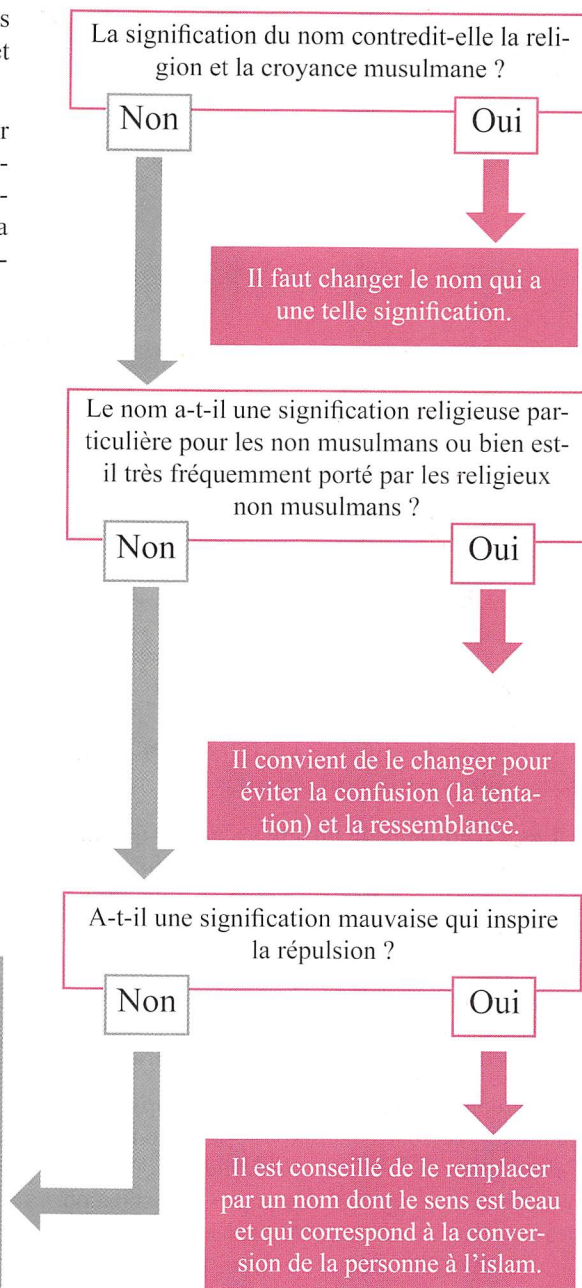 s
et
r
-
-
a
-
La signification du nom contredit-elle la reli-
gion et la croyance musulmane ?
Non
Oui
Il faut changer le nom qui a
une telle signification.
Le nom a-t-il une signification religieuse par-
ticulière pour les non musulmans ou bien est-
il très fréquemment porté par les religieux
non musulmans ?
Non
Oui
Il convient de le changer pour
éviter la confusion (la tenta-
tion) et la ressemblance.
A-t-il une signification mauvaise qui inspire
la répulsion ?
Non
Oui
Il est conseillé de le remplacer
par un nom dont le sens est beau
et qui correspond à la conver-
sion de la personne à l’islam.